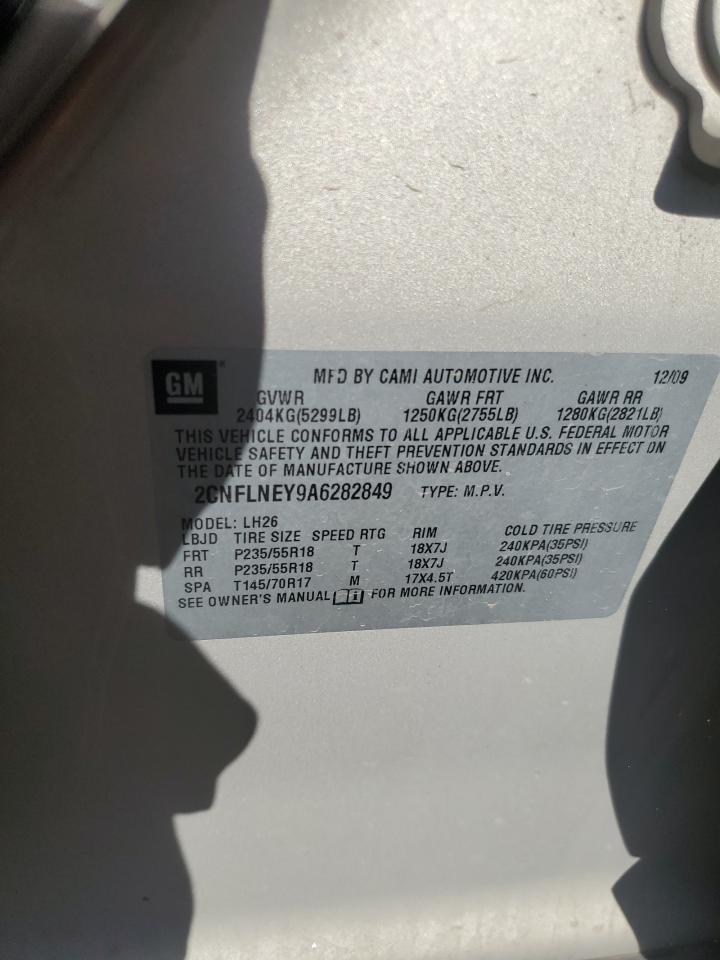 GM® MFD BY CAMI AUTOMOTIVE INC. 12/09
GVWR GAWR FRT GAWR RR
2404KG(5299LB) 1250KG(2755LB) 1280KG(2821LB)
THIS VEHICLE CONFORMS TO ALL APPLICABLE U.S. FEDERAL MOTOR
VEHICLE SAFETY AND THEFT PREVENTION STANDARDS IN EFFECT ON
THE DATE OF MANUFACTURE SHOWN ABOVE.
2CNFLNEY9A6282849 TYPE: M.P.V.
MODEL: LH26
LBJD TIRE SIZE SPEED RTG RIM COLD TIRE PRESSURE
FRT P235/55R18 T 18X7J 240KPA(35PSI)
RR P235/55R18 T 18X7J 240KPA(35PSI)
SPA T145/70R17 M 17X4.5T 420KPA(60PSI)
SEE OWNER'S MANUAL i FOR MORE INFORMATION.